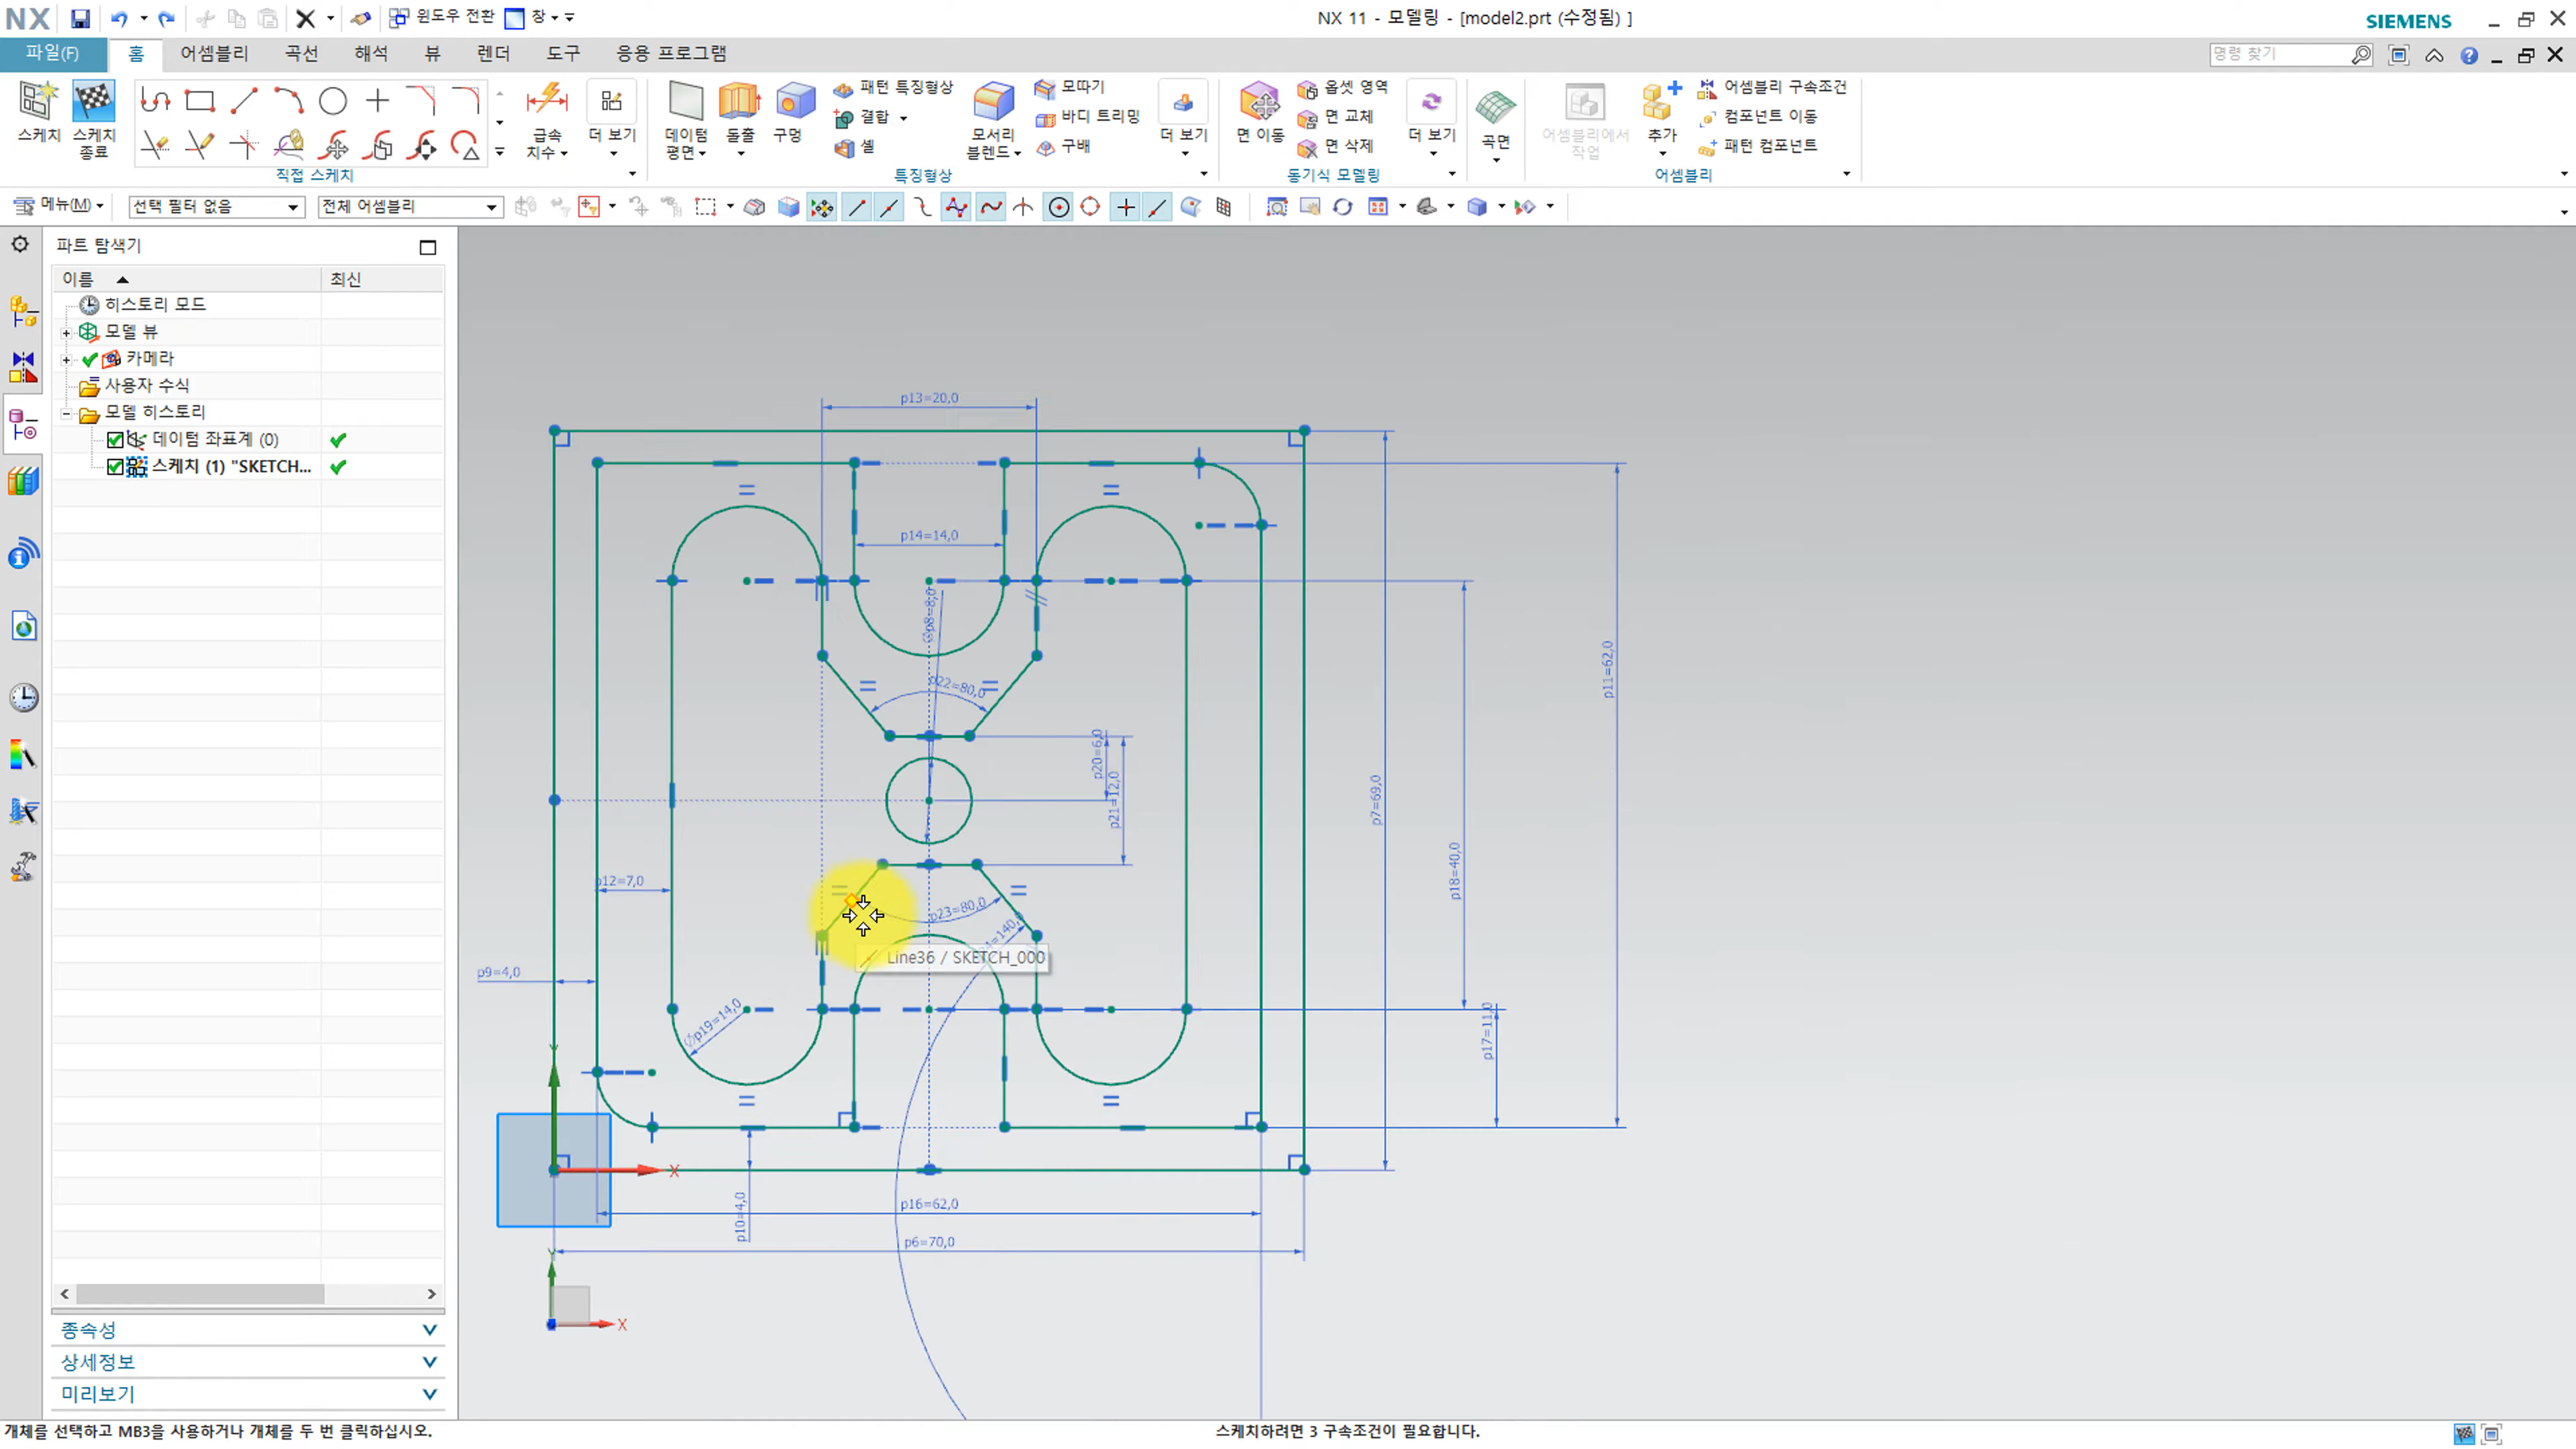 NX
윈도우 전환
창
NX 11 - 모델링 - [model2.prt (수정됨) ]
SIEMENS
파일(F)
홈
어셈블리
곡선
해석
뷰
렌더
도구
응용 프로그램
명령 찾기
스케치
스케치
종료
급속
치수
더 보기
데이텀
평면
돌출
구멍
패턴 특징형상
결합
셸
모서리
블렌드
모따기
바디 트리밍
구배
더 보기
면 이동
옵셋 영역
면 교체
면 삭제
더 보기
곡면
어셈블리에서
작업
추가
어셈블리 구속조건
컴포넌트 이동
패턴 컴포넌트
직접 스케치
특징형상
동기식 모델링
어셈블리
메뉴(M)
선택 필터 없음
전체 어셈블리
파트 탐색기
이름
최신
히스토리 모드
모델 뷰
카메라
사용자 수식
모델 히스토리
데이텀 좌표계 (0)
스케치 (1) "SKETCH...
종속성
상세정보
미리보기
p13=20,0
p14=14,0
Øp8=8,0
p22=80,0
p20=6,0
p21=12,0
p11=62,0
p7=69,0
p18=40,0
p12=7,0
p23=80,0
=140,0
Line36 / SKETCH_000
p9=4,0
Øp19=14,0
p17=11,0
Y
X
p10=4,0
p16=62,0
p6=70,0
Y
X
개체를 선택하고 MB3을 사용하거나 개체를 두 번 클릭하십시오.
스케치하려면 3 구속조건이 필요합니다.